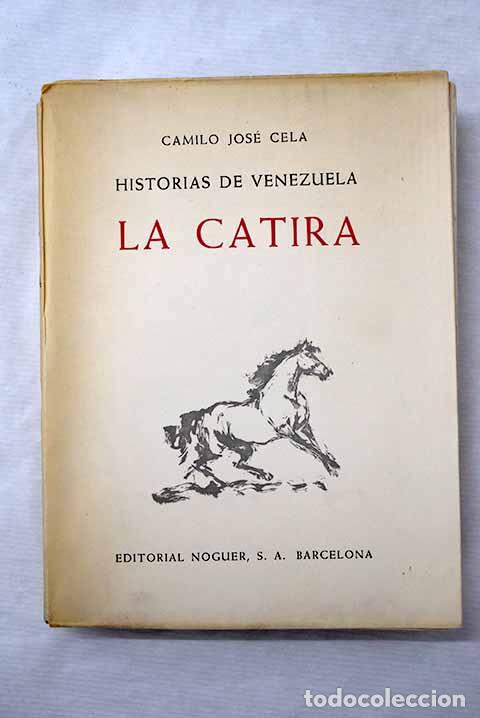 CAMILO JOSÉ CELA
HISTORIAS DE VENEZUELA
LA CATIRA
EDITORIAL NOGUER, S. A. BARCELONA
todocoleccion